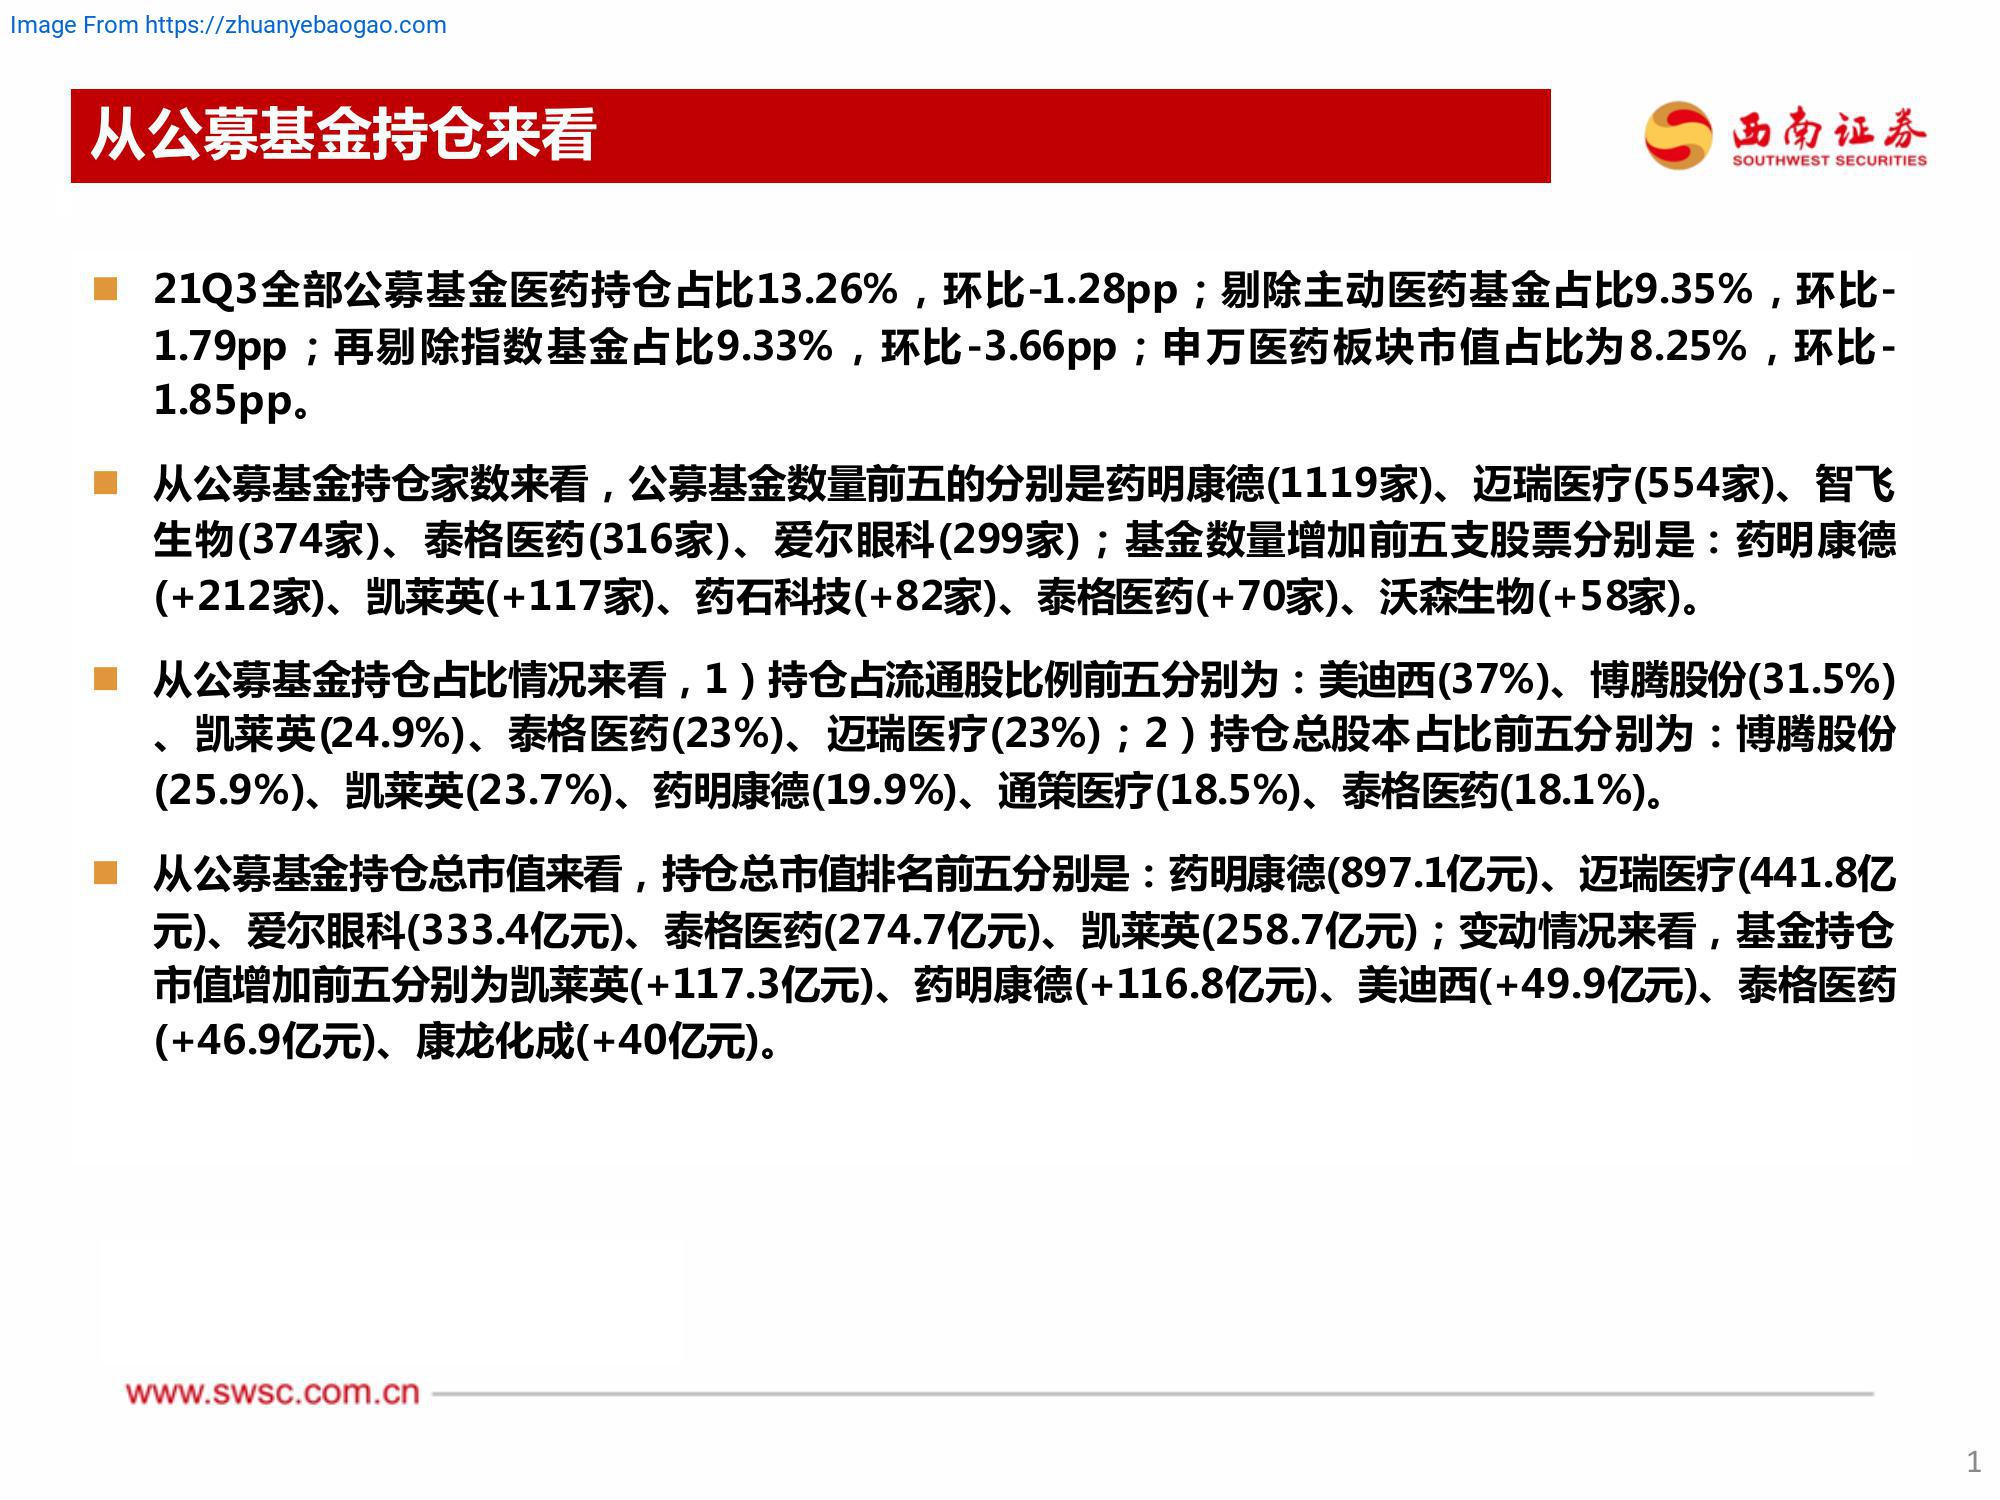 Image From https://zhuanyebaogao.com
从公募基金持仓来看
西南证券
SOUTHWEST SECURITIES
21Q3全部公募基金医药持仓占比13.26%，环比-1.28pp；剔除主动医药基金占比9.35%，环比-
1.79pp；再剔除指数基金占比9.33%，环比-3.66pp；申万医药板块市值占比为8.25%，环比-
1.85pp。
从公募基金持仓家数来看，公募基金数量前五的分别是药明康德(1119家)、迈瑞医疗(554家)、智飞
生物(374家)、泰格医药(316家)、爱尔眼科(299家)；基金数量增加前五支股票分别是：药明康德
(+212家)、凯莱英(+117家)、药石科技(+82家)、泰格医药(+70家)、沃森生物(+58家)。
从公募基金持仓占比情况来看，1）持仓占流通股比例前五分别为：美迪西(37%)、博腾股份(31.5%)
、凯莱英(24.9%)、泰格医药(23%)、迈瑞医疗(23%)；2）持仓总股本占比前五分别为：博腾股份
(25.9%)、凯莱英(23.7%)、药明康德(19.9%)、通策医疗(18.5%)、泰格医药(18.1%)。
从公募基金持仓总市值来看，持仓总市值排名前五分别是：药明康德(897.1亿元)、迈瑞医疗(441.8亿
元)、爱尔眼科(333.4亿元)、泰格医药(274.7亿元)、凯莱英(258.7亿元)；变动情况来看，基金持仓
市值增加前五分别为凯莱英(+117.3亿元)、药明康德(+116.8亿元)、美迪西(+49.9亿元)、泰格医药
(+46.9亿元)、康龙化成(+40亿元)。
www.swsc.com.cn
1